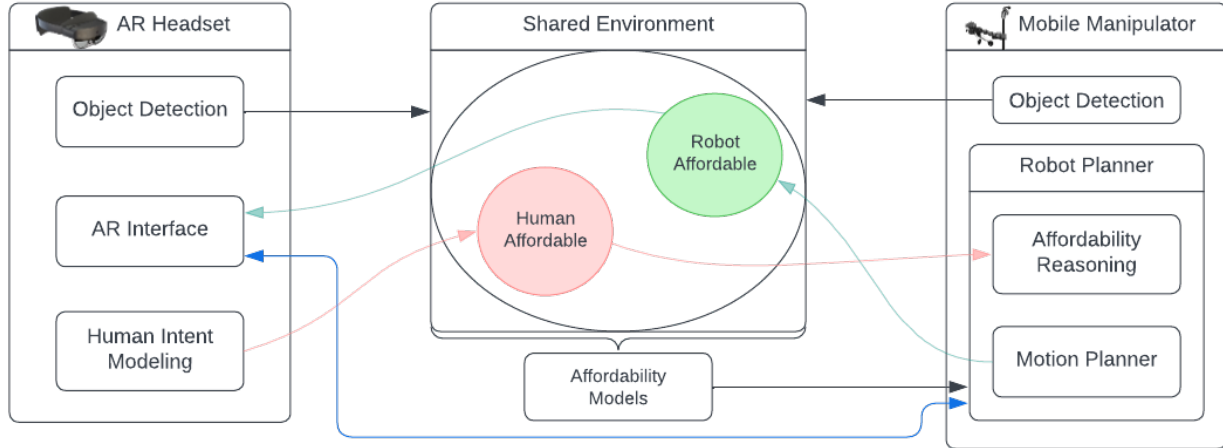 AR Headset
Object Detection
AR Interface
Human Intent
Modeling
Shared Environment
Robot
Affordable
Human
Affordable
Affordability
Models
Mobile Manipulator
Object Detection
Robot Planner
Affordability
Reasoning
Motion Planner